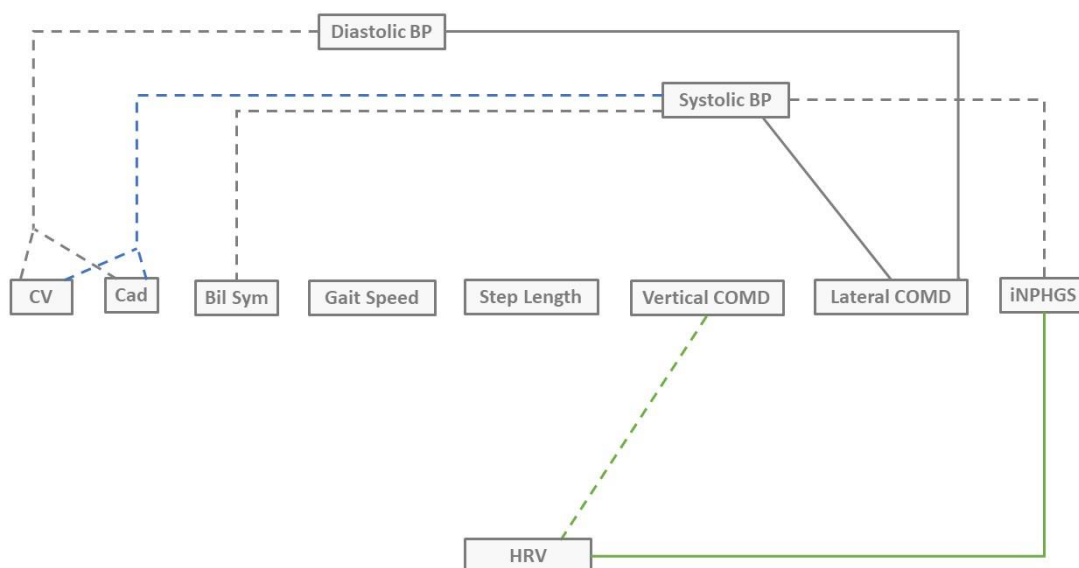 Diastolic BP
Systolic BP
CV
Cad
Bil Sym
Gait Speed
Step Length
Vertical COMD
Lateral COMD
iNPHGS
HRV